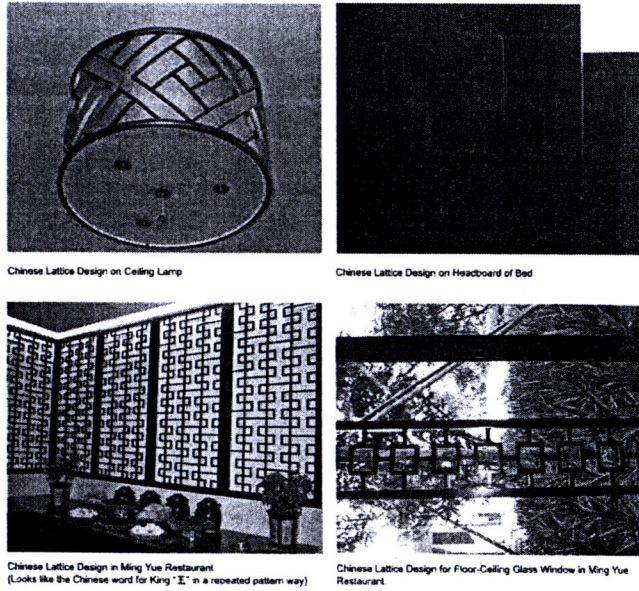 Chinese Lattice Design on Ceiling Lamp
Chinese Lattice Design on Headboard of Bed
Chinese Lattice Design in Ming Yue Restaurant
(Looks like the Chinese word for King "王" in a repeated pattern way)
Chinese Lattice Design for Floor-Ceiling Glass Window in Ming Yue
Restaurant.